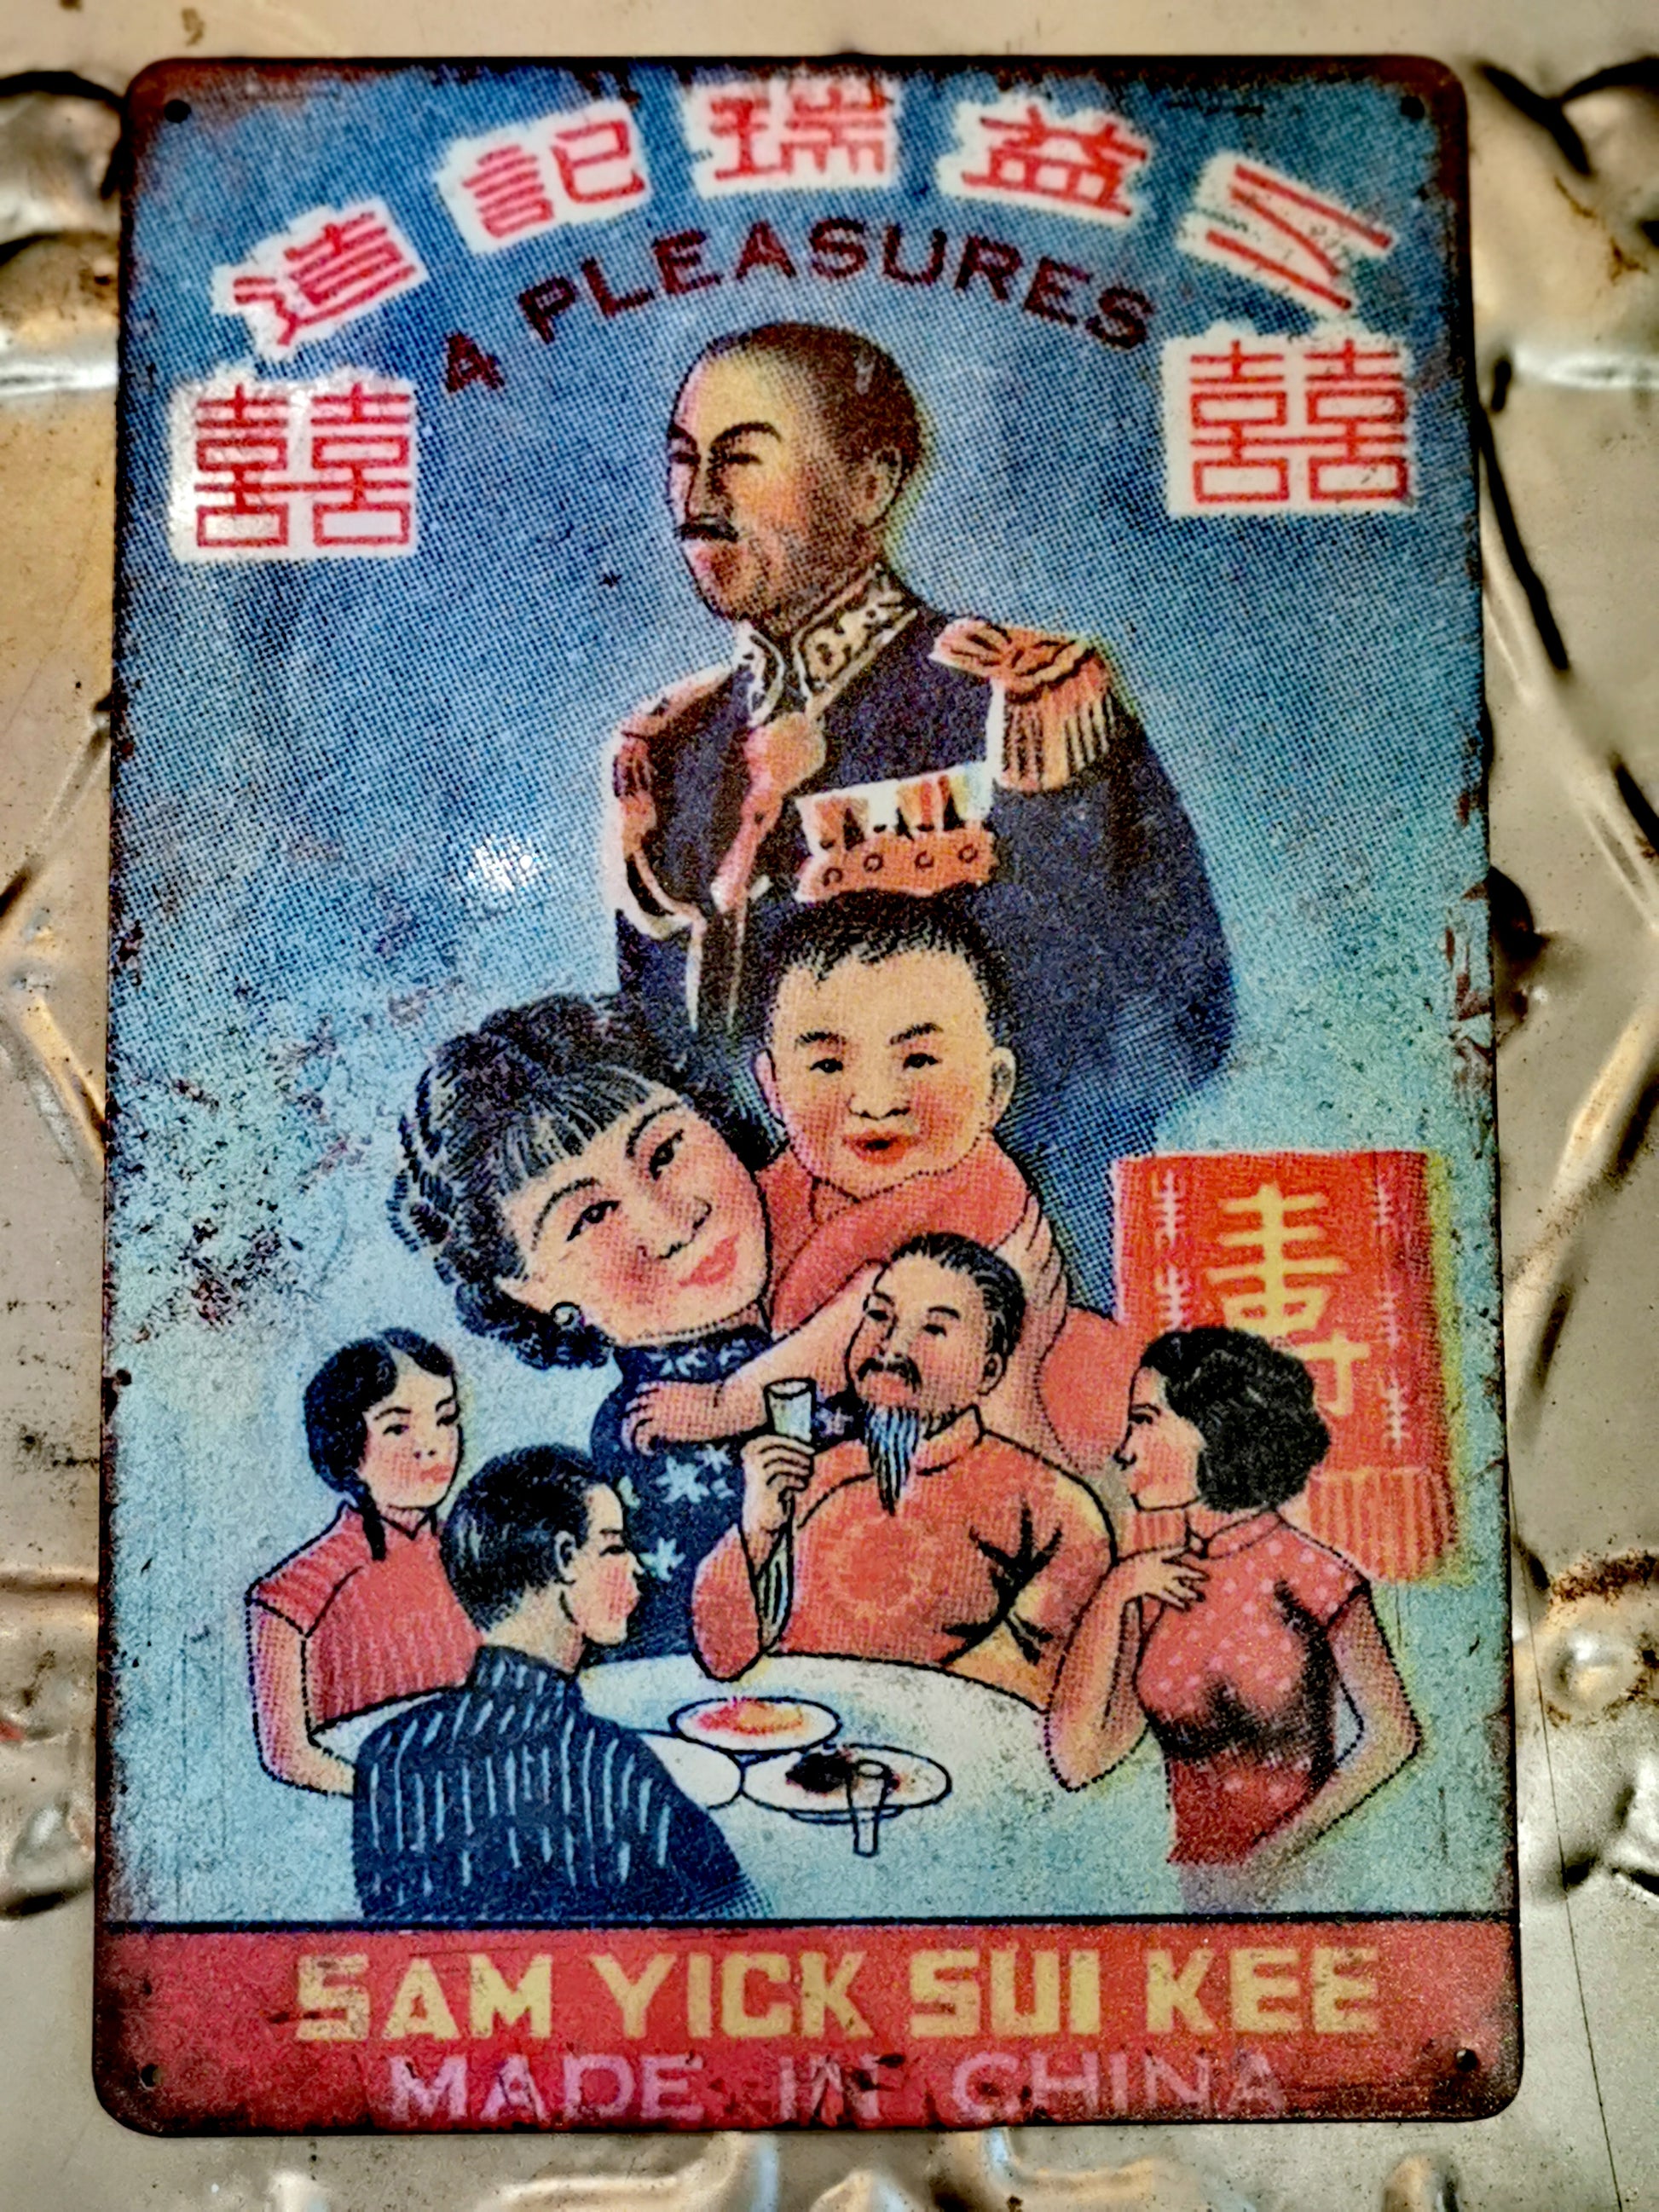 三益瑞記造
A PLEASURES
囍 囍
壽
SAM YICK SUI KEE
MADE IN CHINA